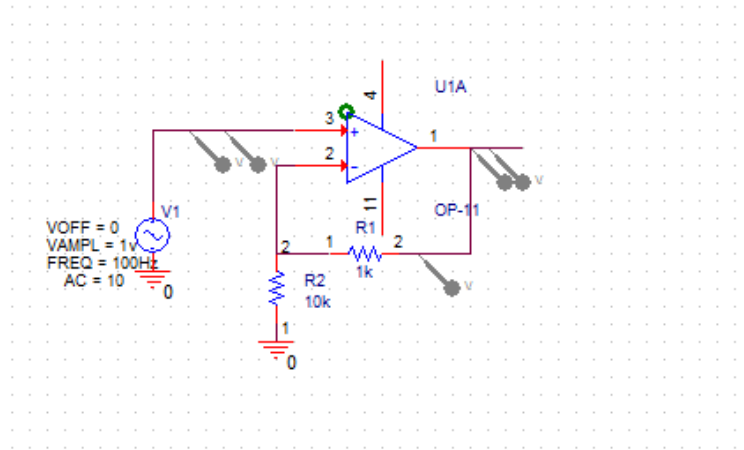 U1A
4
3
+
V
V
2
-
1
V
11
OP-11
V1
VOFF = 0
VAMPL = 1v
FREQ = 100Hz
AC = 10
0
R1
2
1
2
1k
V
R2
10k
1
0